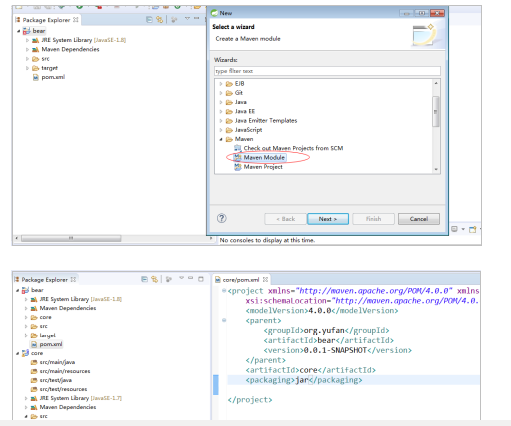 Package Explorer
bear
JRE System Library [JavaSE-1.8]
Maven Dependencies
src
target
pom.xml
New
Select a wizard
Create a Maven module
Wizards:
type filter text
EJB
Git
Java
Java EE
Java Emitter Templates
JavaScript
Maven
Check out Maven Projects from SCM
Maven Module
Maven Project
< Back
Next >
Finish
Cancel
No consoles to display at this time.
Package Explorer
bear
JRE System Library [JavaSE-1.8]
Maven Dependencies
core
src
target
pom.xml
core
src/main/java
src/main/resources
src/test/java
src/test/resources
JRE System Library [JavaSE-1.7]
Maven Dependencies
src
core/pom.xml
<project xmlns="http://maven.apache.org/POM/4.0.0" xmlns
xsi:schemaLocation="http://maven.apache.org/POM/4.0.
<modelVersion>4.0.0</modelVersion>
<parent>
<groupId>org.yufan</groupId>
<artifactId>bear</artifactId>
<version>0.0.1-SNAPSHOT</version>
</parent>
<artifactId>core</artifactId>
<packaging>jar</packaging>
</project>